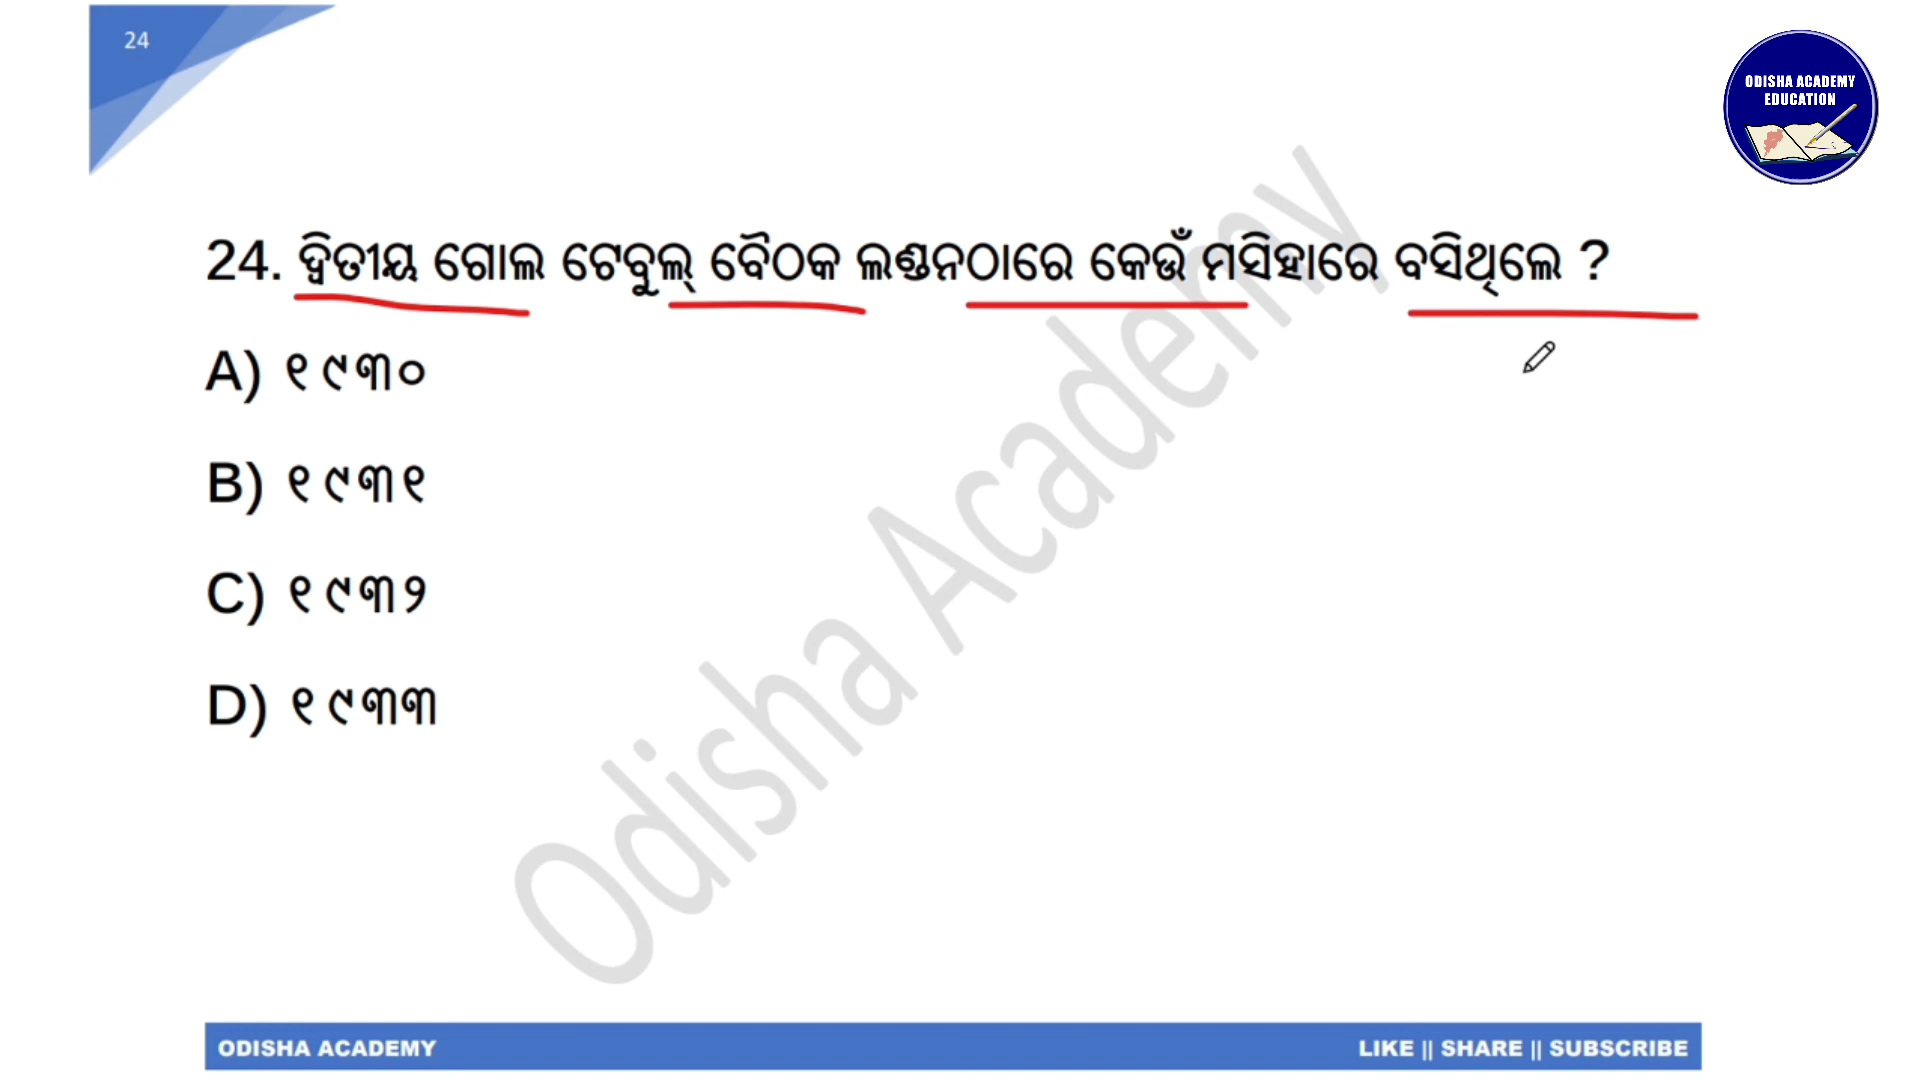 24
ODISHA ACADEMY
EDUCATION
24. ଦ୍ୱିତୀୟ ଗୋଲ ଟେବୁଲ୍ ବୈଠକ ଲଣ୍ଡନଠାରେ କେଉଁ ମସିହାରେ ବସିଥିଲେ ?
A) ୧୯୩୦
B) ୧୯୩୧
C) ୧୯୩୨
D) ୧୯୩୩
Odisha Academy
ODISHA ACADEMY
LIKE || SHARE || SUBSCRIBE